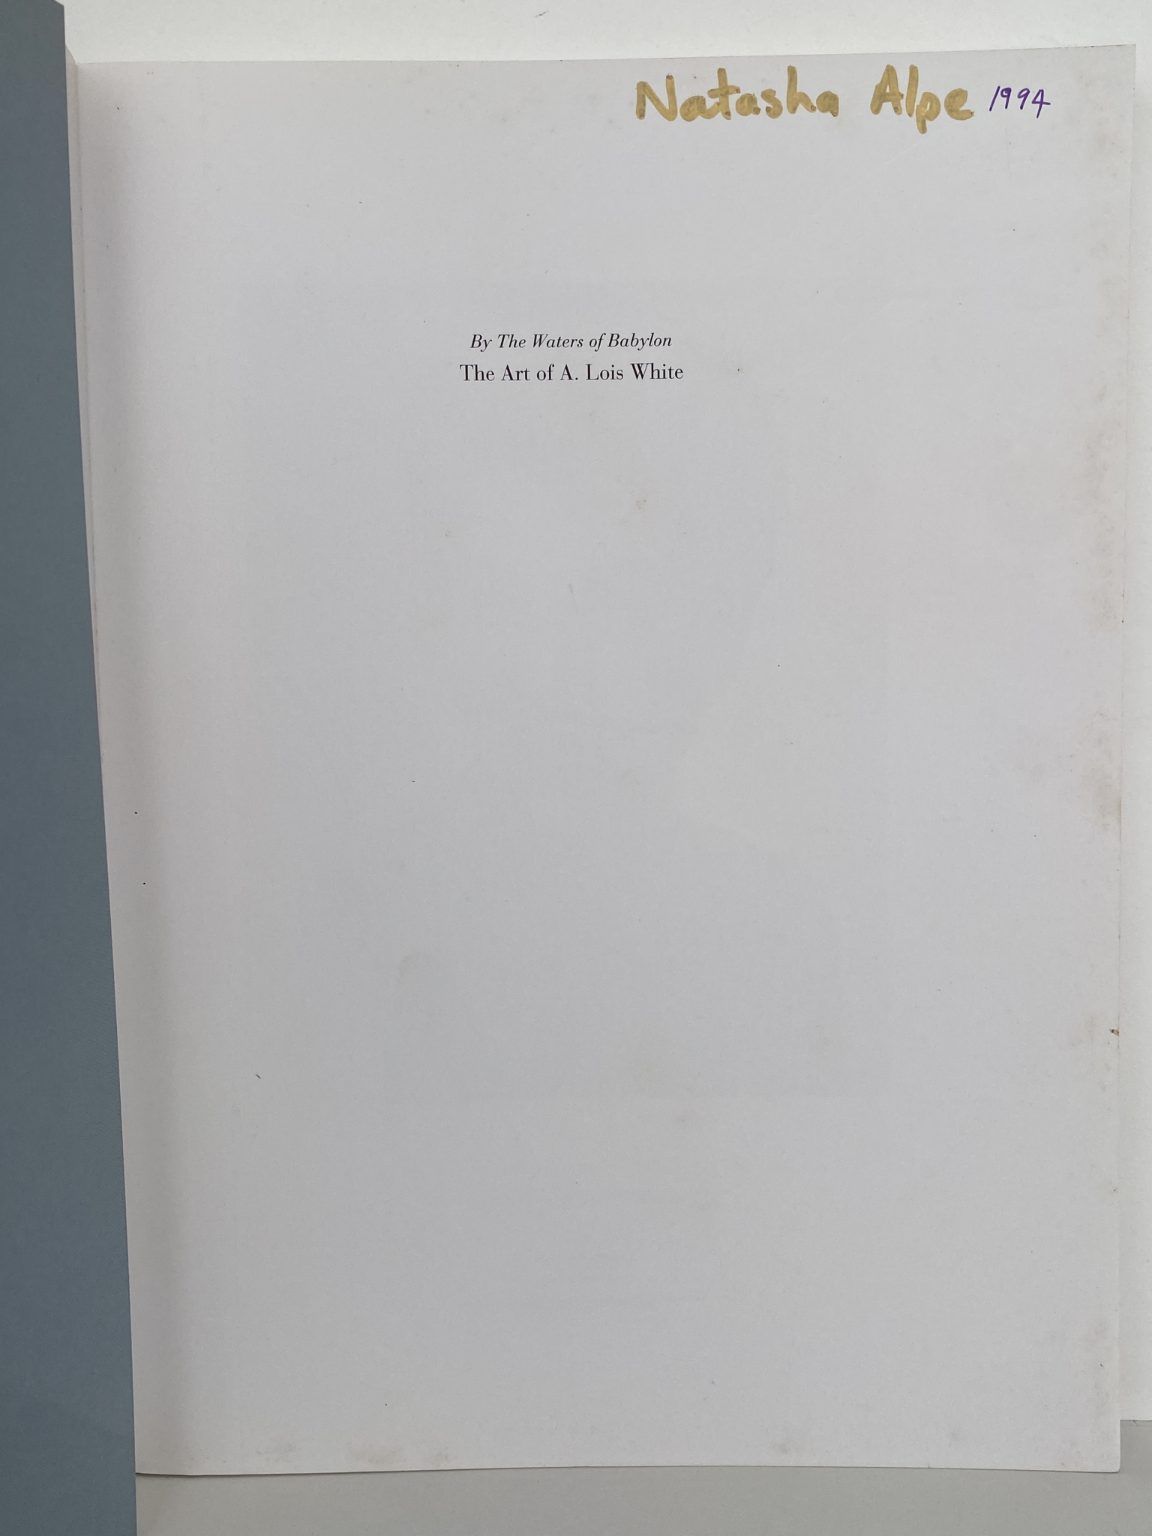 Natasha Alpe 1994
By The Waters of Babylon
The Art of A. Lois White